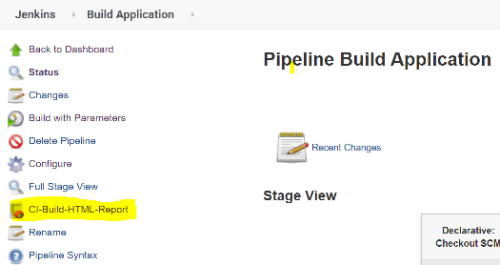 Jenkins Build Application
Back to Dashboard
Status
Changes
Build with Parameters
Delete Pipeline
Configure
Full Stage View
CI-Build-HTML-Report
Rename
Pipeline Syntax
Pipeline Build Application
Recent Changes
Stage View
Declarative:
Checkout SCM